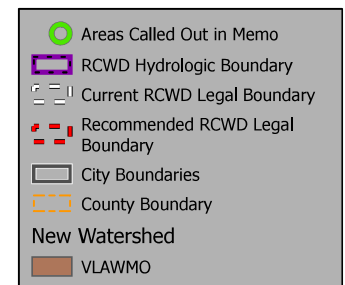 Areas Called Out in Memo
RCWD Hydrologic Boundary
Current RCWD Legal Boundary
Recommended RCWD Legal
Boundary
City Boundaries
County Boundary
New Watershed
VLAWMO